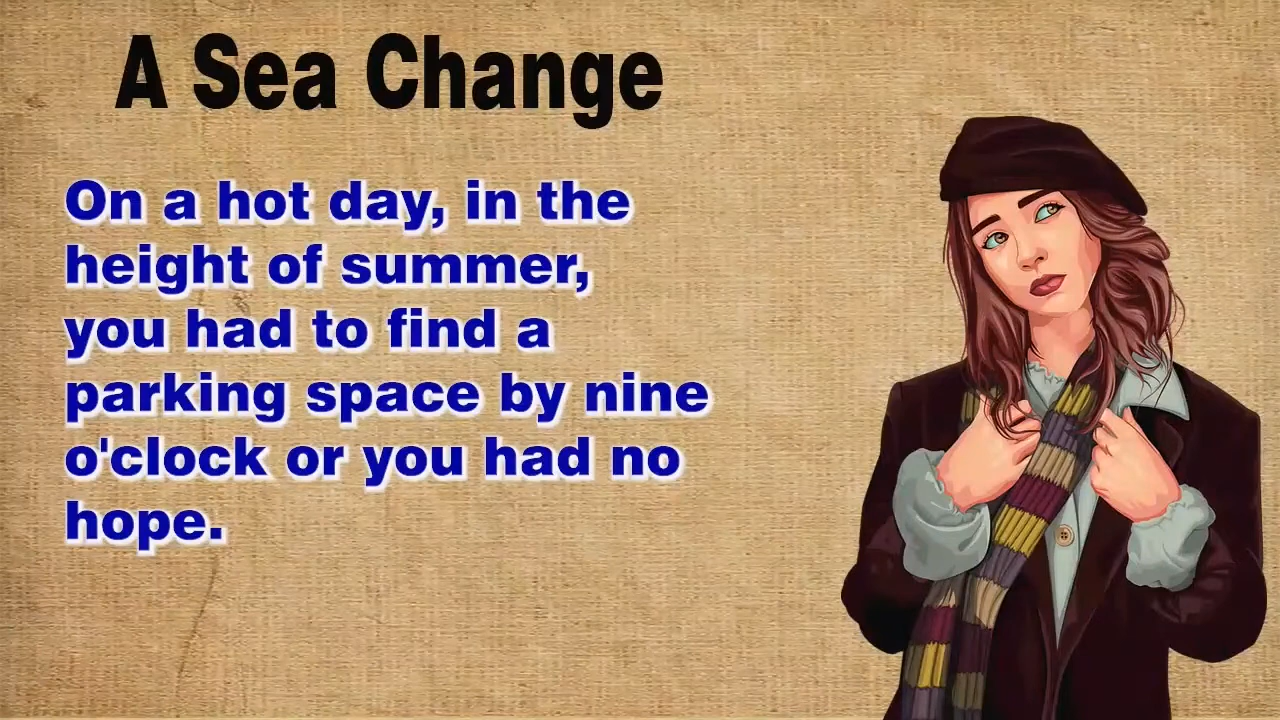 A Sea Change
On a hot day, in the
height of summer,
you had to find a
parking space by nine
o'clock or you had no
hope.